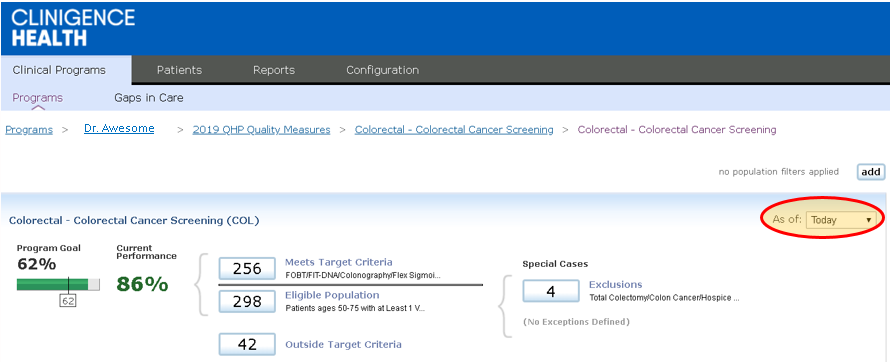 CLINIGENCE
HEALTH
Clinical Programs Patients Reports Configuration
Programs Gaps in Care
Programs > Dr. Awesome > 2019 QHP Quality Measures > Colorectal - Colorectal Cancer Screening > Colorectal - Colorectal Cancer Screening
no population filters applied add
Colorectal - Colorectal Cancer Screening (COL)
As of: Today
Program Goal
62%
62
Current
Performance
86%
256 Meets Target Criteria
FOBT/FIT-DNA/Colonography/Flex Sigmoi...
298 Eligible Population
Patients ages 50-75 with at Least 1 V...
42 Outside Target Criteria
Special Cases
4 Exclusions
Total Colectomy/Colon Cancer/Hospice ...
(No Exceptions Defined)